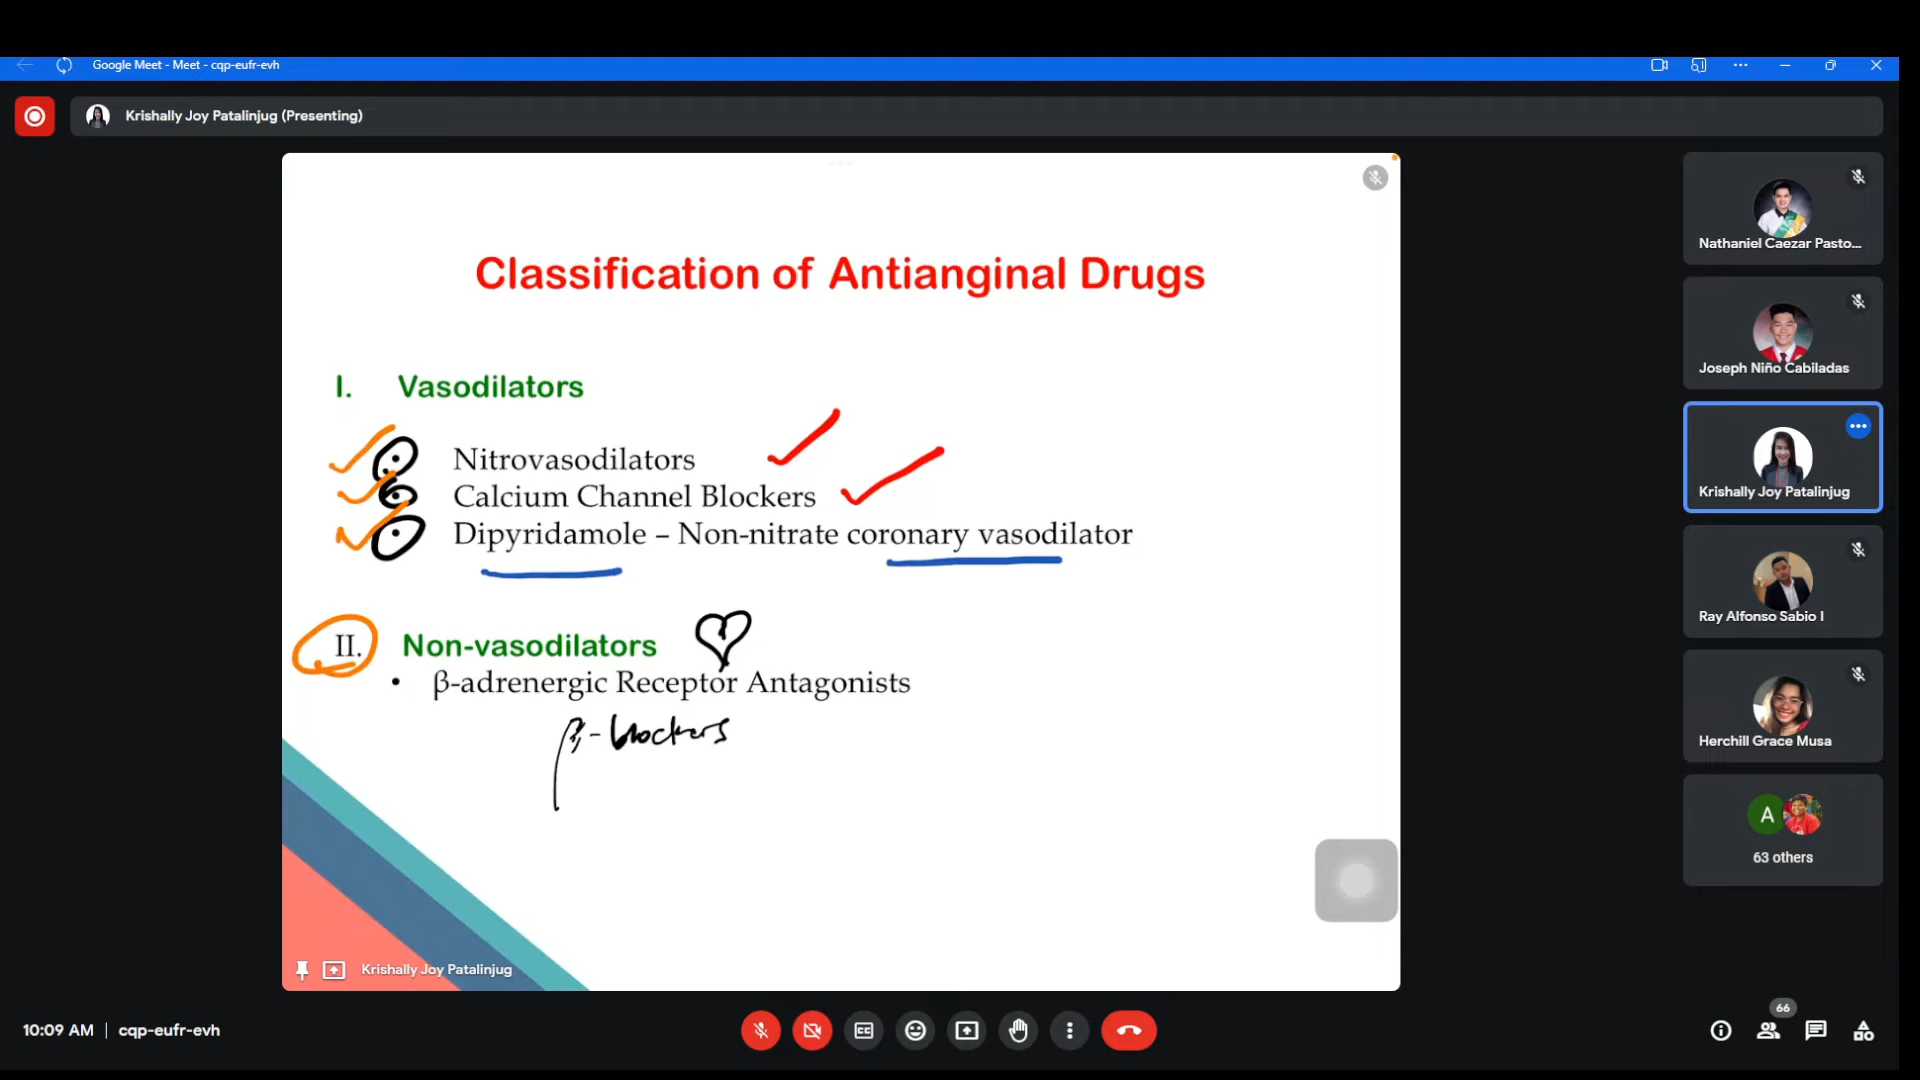 Google Meet - Meet - cqp-eufr-evh
Krishally Joy Patalinjug (Presenting)
Classification of Antianginal Drugs
I. Vasodilators
• Nitrovasodilators
• Calcium Channel Blockers
• Dipyridamole – Non-nitrate coronary vasodilator
II. Non-vasodilators
• β-adrenergic Receptor Antagonists
β-blockers
Krishally Joy Patalinjug
Nathaniel Caezar Pasto...
Joseph Niño Cabiladas
Krishally Joy Patalinjug
Ray Alfonso Sabio I
Herchill Grace Musa
A
63 others
10:09 AM | cqp-eufr-evh
66